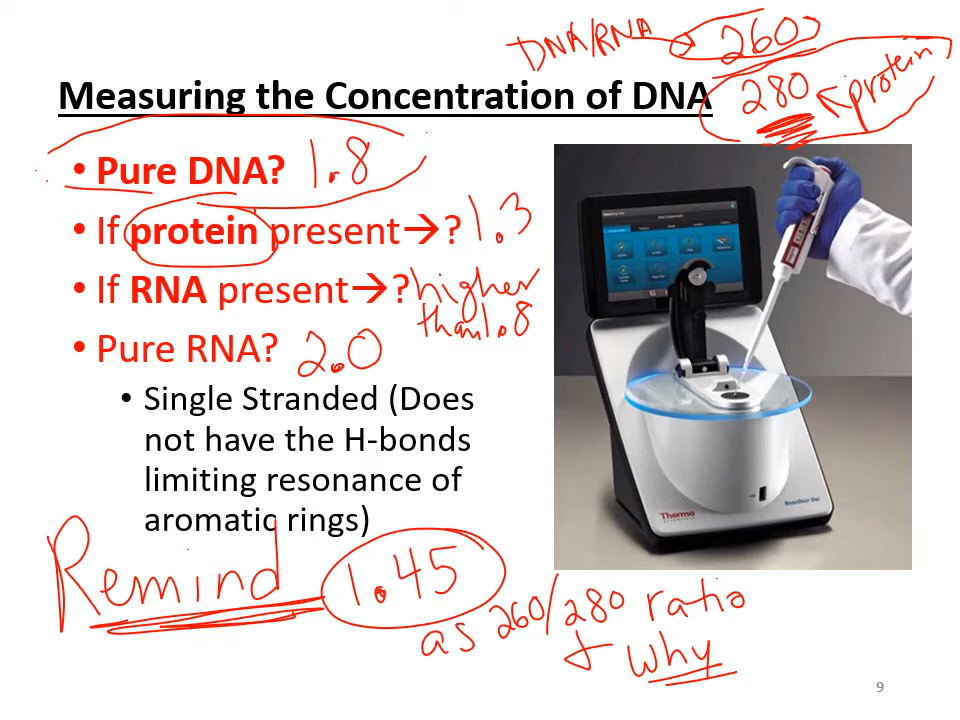 DNA/RNA → 260
280 ← protein
Measuring the Concentration of DNA
• Pure DNA? 1.8
• If protein present→? 1.3
• If RNA present→? higher
than 1.8
• Pure RNA? 2.0
• Single Stranded (Does
not have the H-bonds
limiting resonance of
aromatic rings)
Thermo
SCIENTIFIC
NANODROP ONE
Remind 1.45
as 260/280 ratio
+ why
9